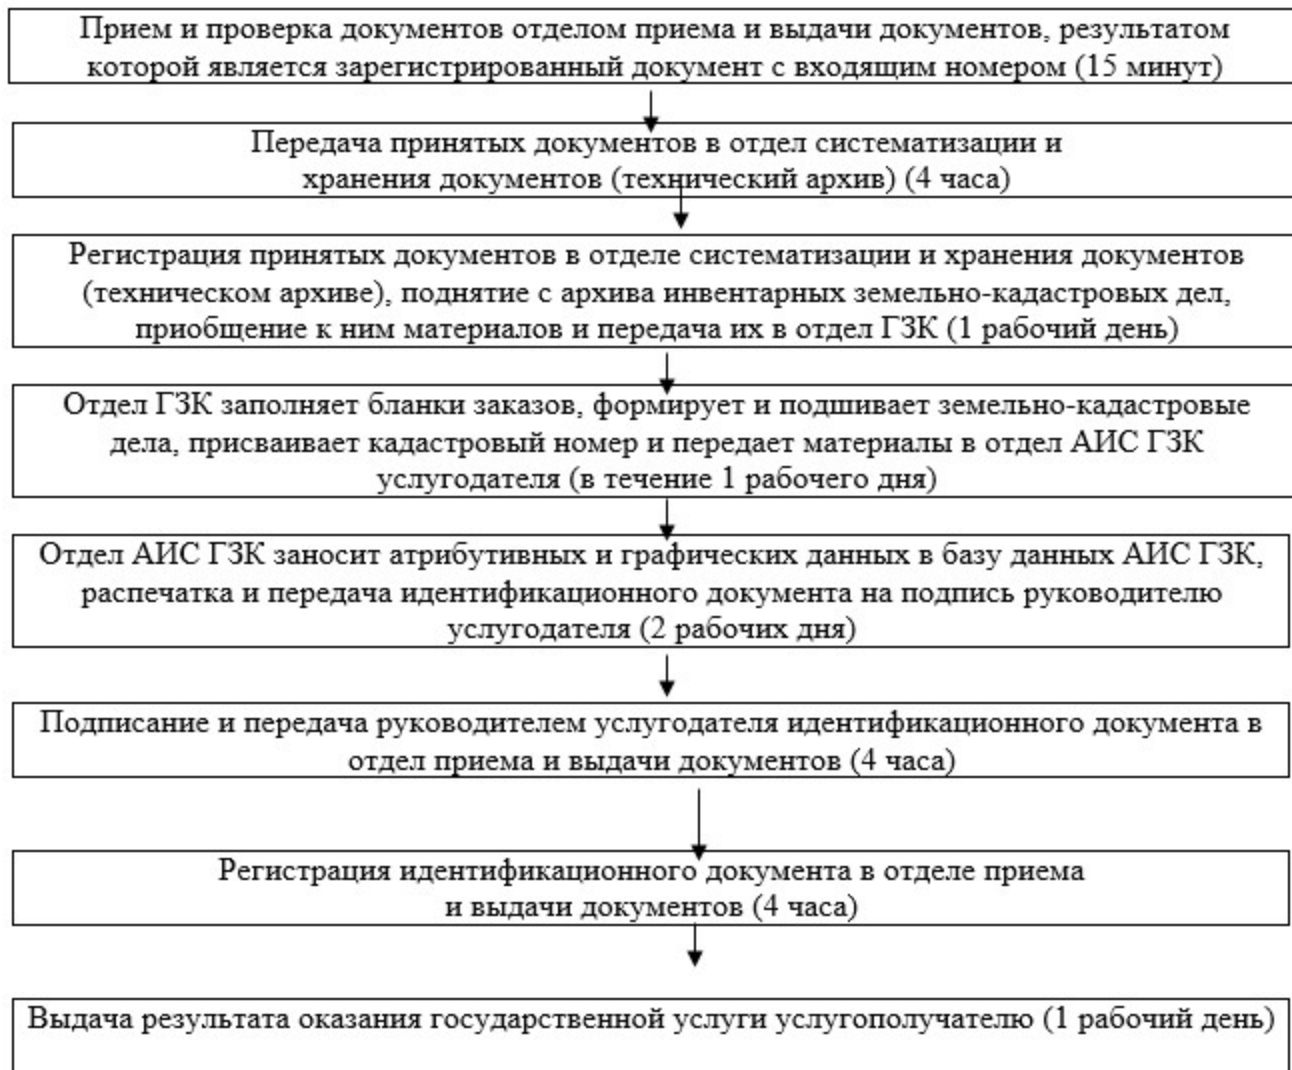 Прием и проверка документов отделом приема и выдачи документов, результатом
которой является зарегистрированный документ с входящим номером (15 минут)
Передача принятых документов в отдел систематизации и
хранения документов (технический архив) (4 часа)
Регистрация принятых документов в отделе систематизации и хранения документов
(техническом архиве), поднятие с архива инвентарных земельно-кадастровых дел,
приобщение к ним материалов и передача их в отдел ГЗК (1 рабочий день)
Отдел ГЗК заполняет бланки заказов, формирует и подшивает земельно-кадастровые
дела, присваивает кадастровый номер и передает материалы в отдел АИС ГЗК
услугодателя (в течение 1 рабочего дня)
Отдел АИС ГЗК заносит атрибутивных и графических данных в базу данных АИС ГЗК,
распечатка и передача идентификационного документа на подпись руководителю
услугодателя (2 рабочих дня)
Подписание и передача руководителем услугодателя идентификационного документа в
отдел приема и выдачи документов (4 часа)
Регистрация идентификационного документа в отделе приема
и выдачи документов (4 часа)
Выдача результата оказания государственной услуги услугополучателю (1 рабочий день)